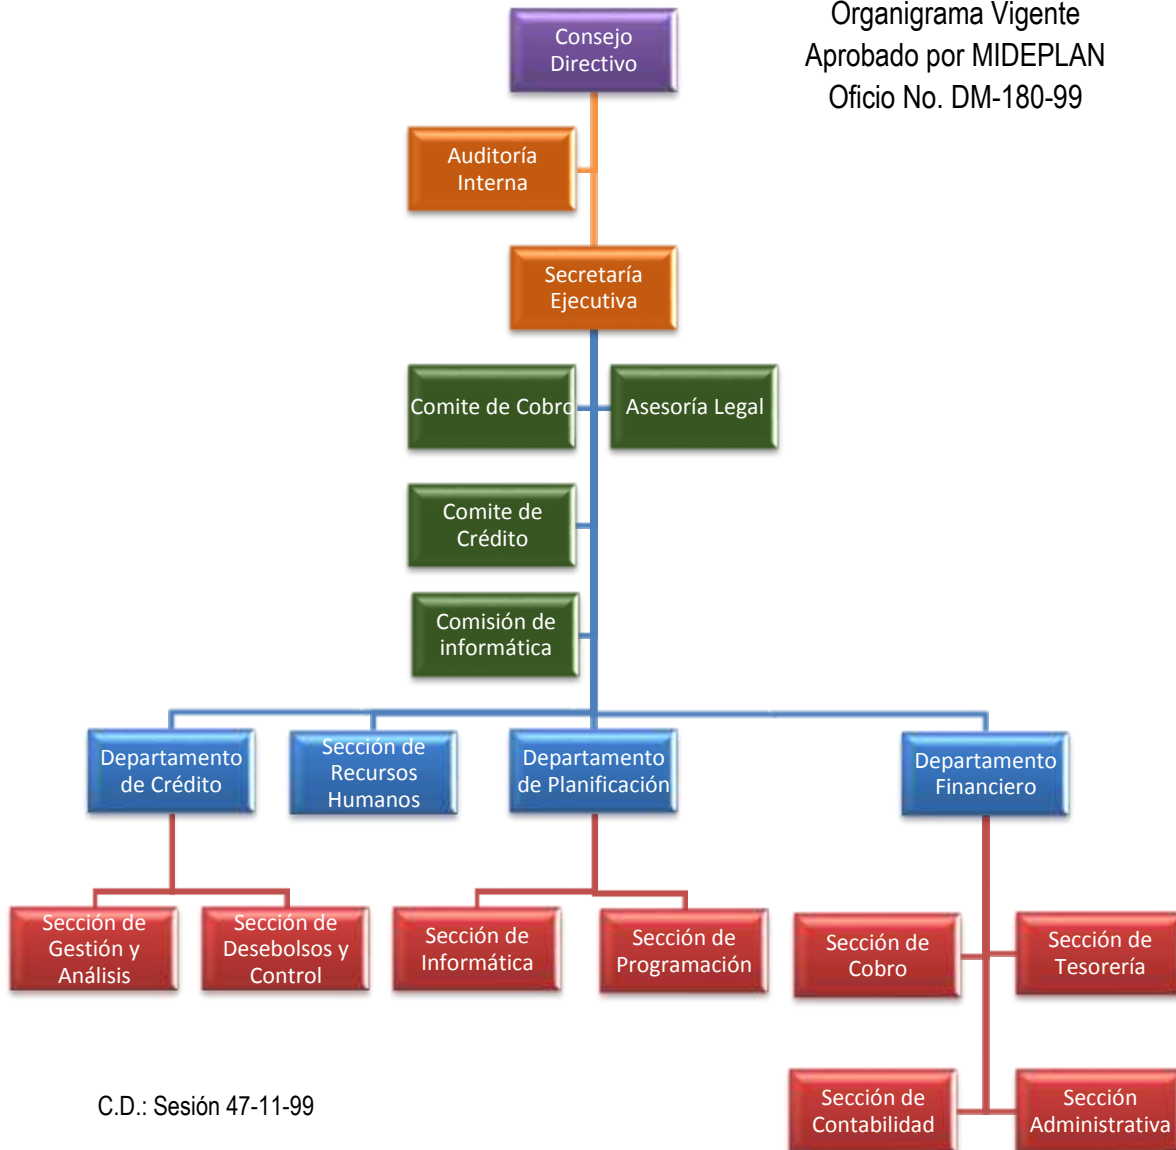 Organigrama Vigente
Aprobado por MIDEPLAN
Oficio No. DM-180-99
Consejo
Directivo
Auditoría
Interna
Secretaría
Ejecutiva
Comite de Cobro
Asesoría Legal
Comite de
Crédito
Comisión de
informática
Departamento
de Crédito
Sección de
Recursos
Humanos
Departamento
de Planificación
Departamento
Financiero
Sección de
Gestión y
Análisis
Sección de
Desebolsos y
Control
Sección de
Informática
Sección de
Programación
Sección de
Cobro
Sección de
Tesorería
Sección de
Contabilidad
Sección
Administrativa
C.D.: Sesión 47-11-99